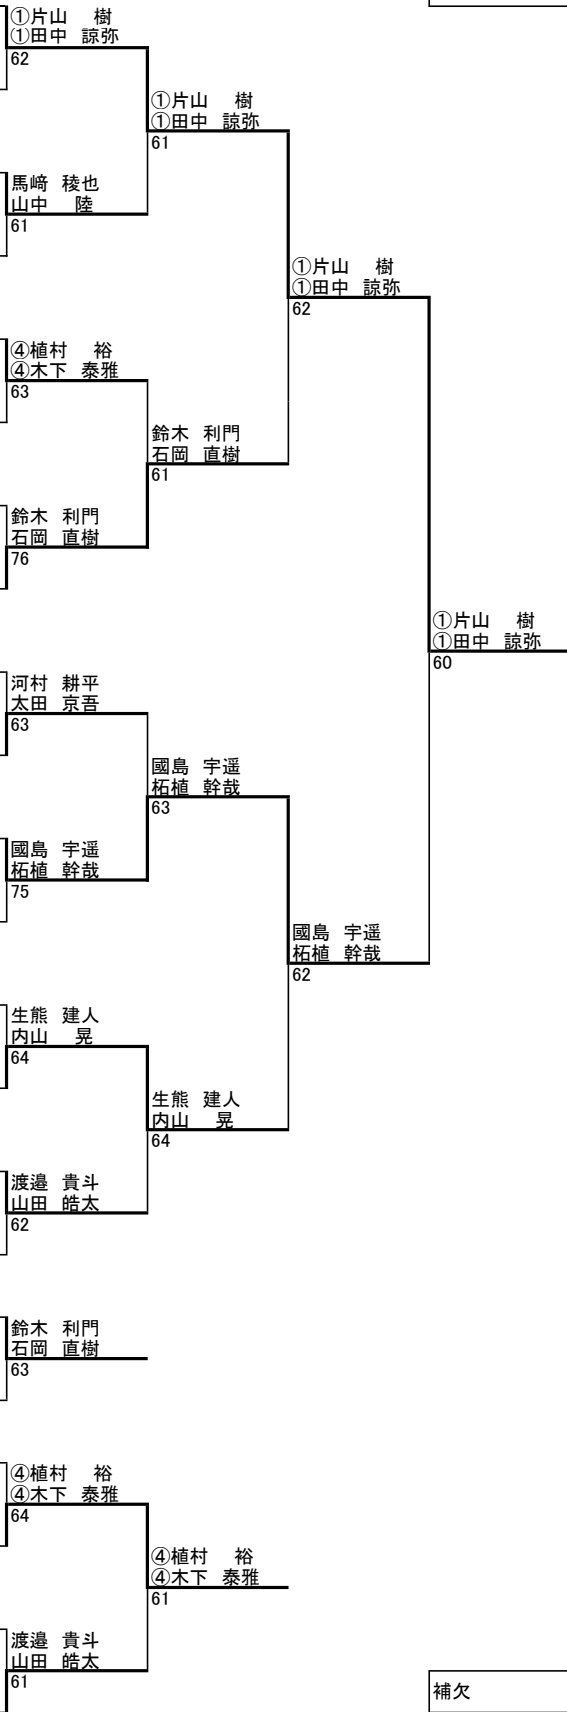 ①片山 樹
①田中 諒弥
62
①片山 樹
①田中 諒弥
61
馬﨑 稜也
山中 陸
61
①片山 樹
①田中 諒弥
62
④植村 裕
④木下 泰雅
63
鈴木 利門
石岡 直樹
61
鈴木 利門
石岡 直樹
76
①片山 樹
①田中 諒弥
60
河村 耕平
太田 京吾
63
國島 宇遥
柘植 幹哉
63
國島 宇遥
柘植 幹哉
75
國島 宇遥
柘植 幹哉
62
生熊 建人
内山 晃
64
生熊 建人
内山 晃
64
渡邉 貴斗
山田 皓太
62
鈴木 利門
石岡 直樹
63
④植村 裕
④木下 泰雅
64
④植村 裕
④木下 泰雅
61
渡邉 貴斗
山田 皓太
61
補欠